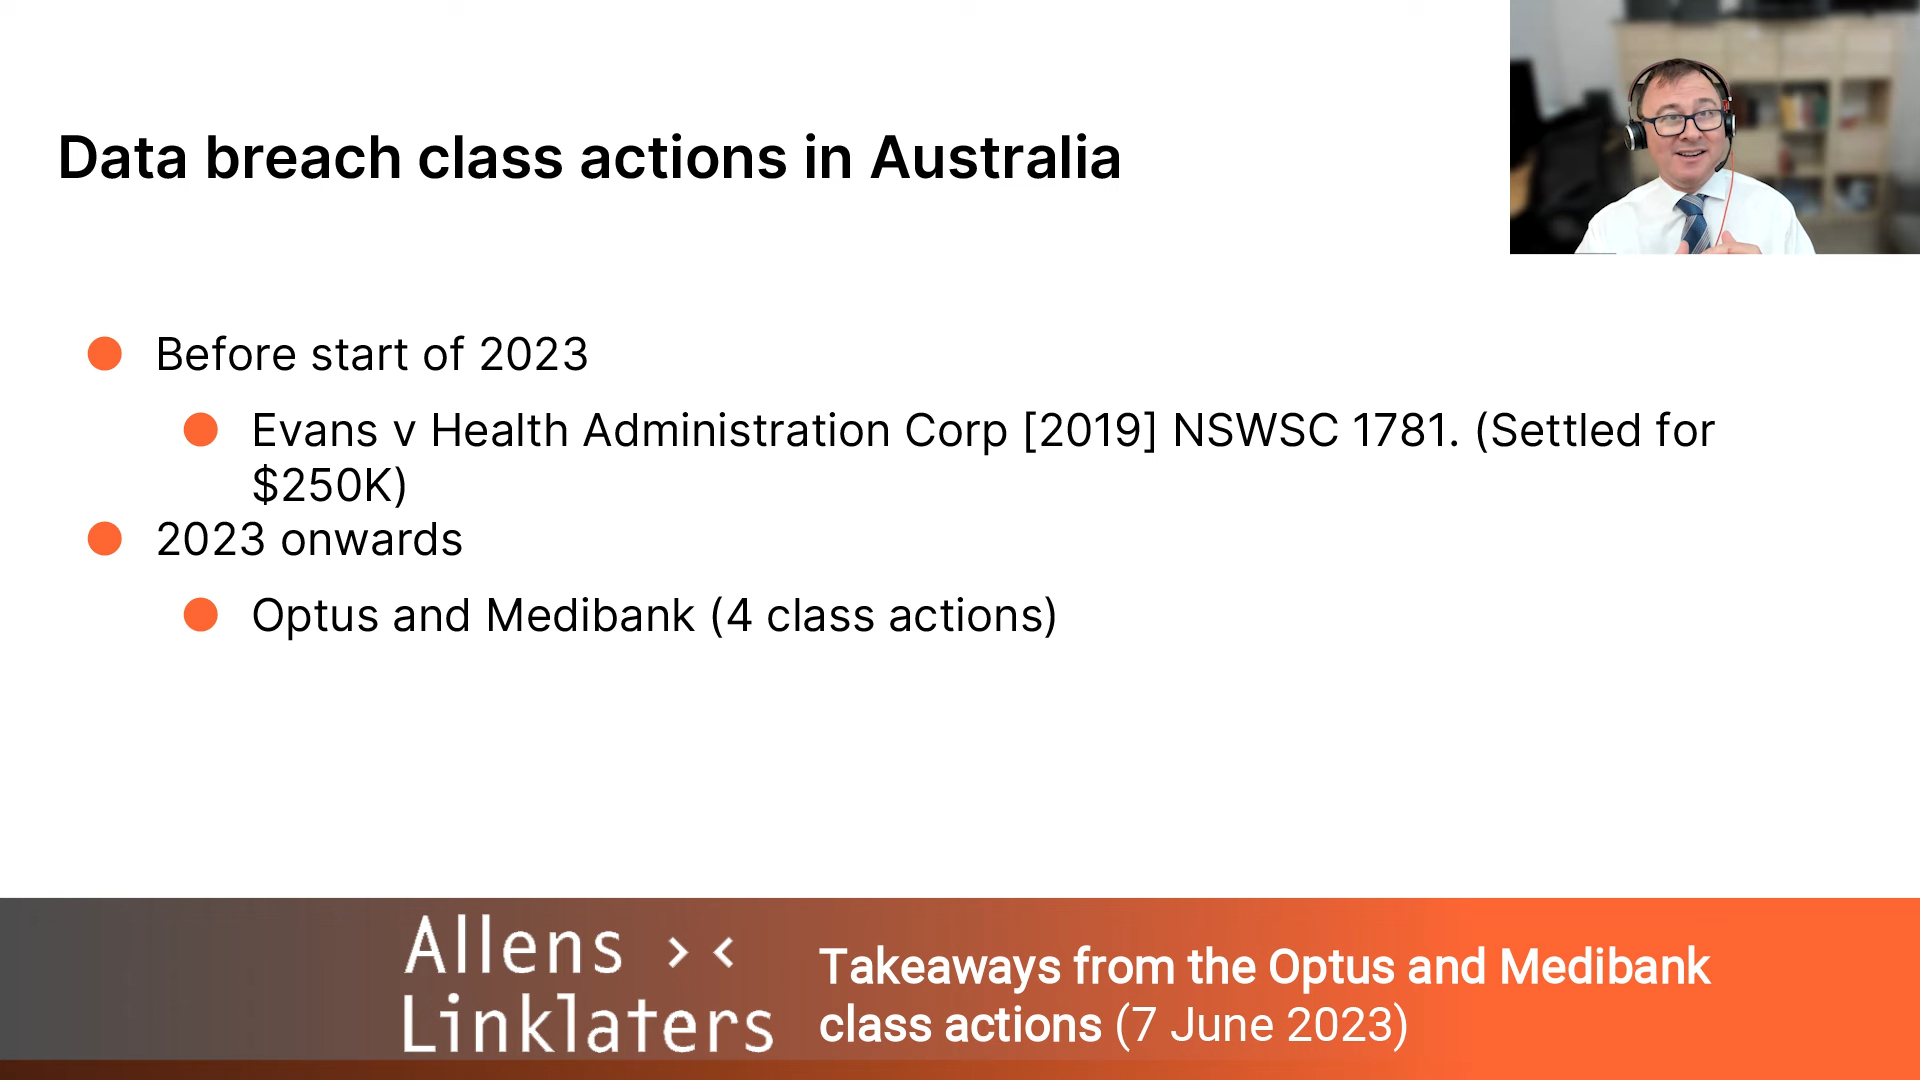 Data breach class actions in Australia
Before start of 2023
Evans v Health Administration Corp [2019] NSWSC 1781. (Settled for
$250K)
2023 onwards
Optus and Medibank (4 class actions)
Allens > <
Linklaters
Takeaways from the Optus and Medibank
class actions (7 June 2023)